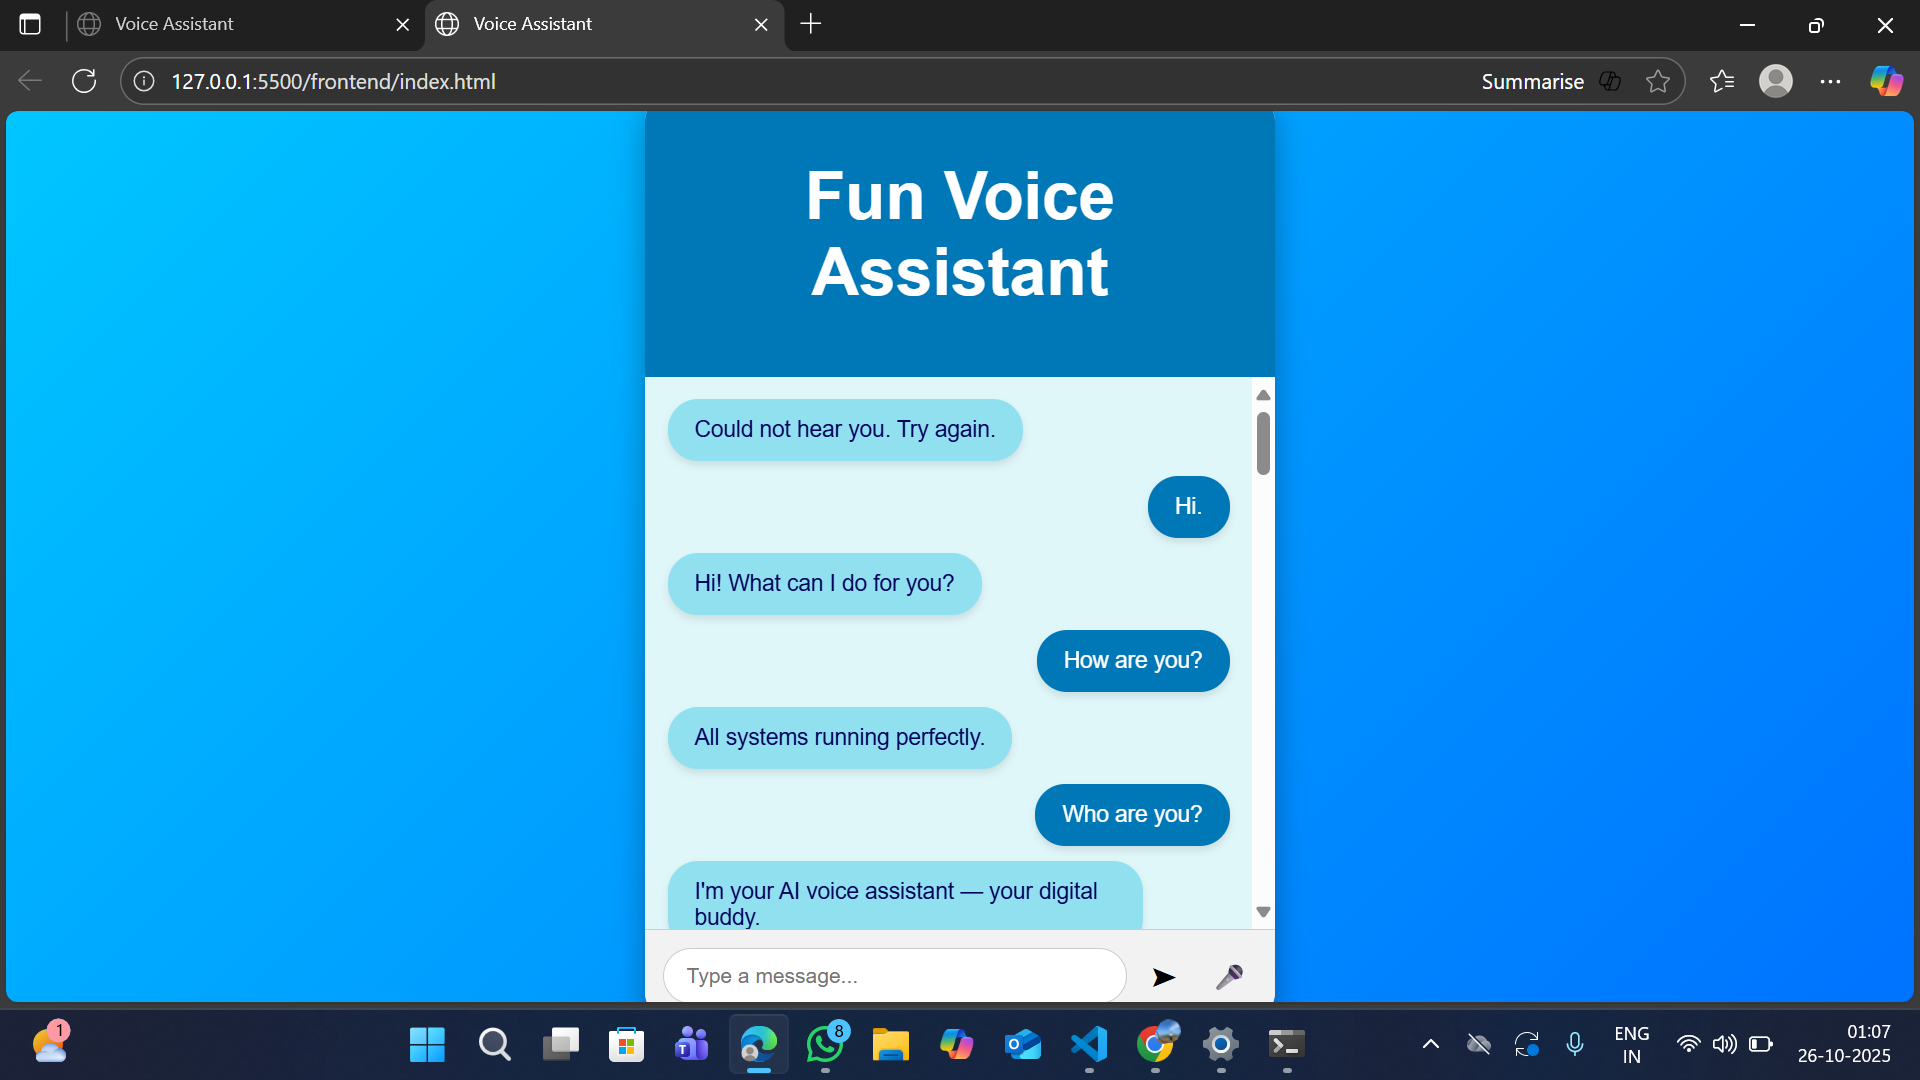 Voice Assistant
Voice Assistant
127.0.0.1:5500/frontend/index.html
Summarise
Fun Voice
Assistant
Could not hear you. Try again.
Hi.
Hi! What can I do for you?
How are you?
All systems running perfectly.
Who are you?
I'm your AI voice assistant — your digital
buddy.
Type a message...
1
T
8
O
ENG
IN
01:07
26-10-2025